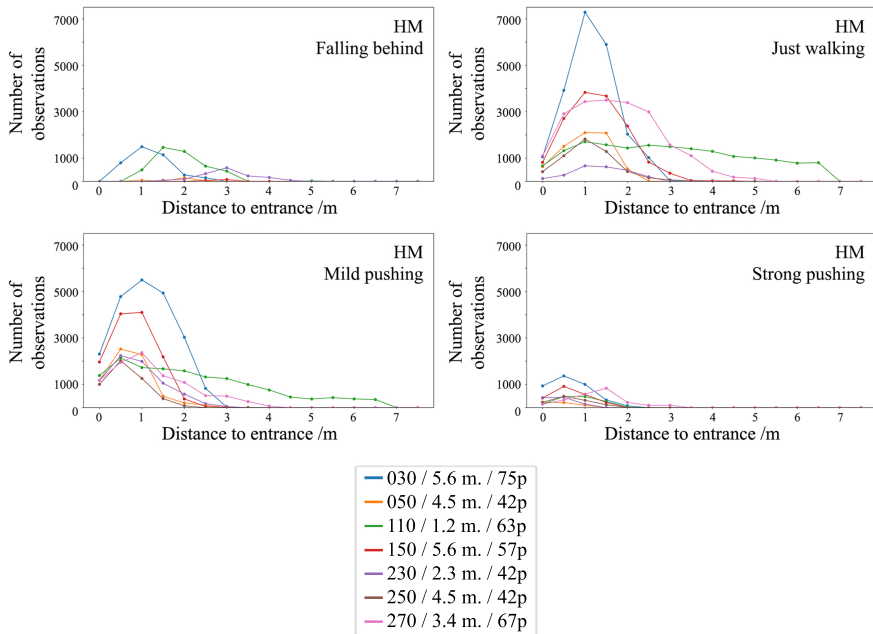 HM
Falling behind
Number of
observations
7000
5000
3000
1000
0 1 2 3 4 5 6 7
Distance to entrance /m
HM
Just walking
Number of
observations
7000
5000
3000
1000
0
0 1 2 3 4 5 6 7
Distance to entrance /m
HM
Mild pushing
Number of
observations
7000
5000
3000
1000
0 1 2 3 4 5 6 7
Distance to entrance /m
HM
Strong pushing
Number of
observations
7000
5000
3000
1000
0
0 1 2 3 4 5 6 7
Distance to entrance /m
030 / 5.6 m. / 75p
050 / 4.5 m. / 42p
110 / 1.2 m. / 63p
150 / 5.6 m. / 57p
230 / 2.3 m. / 42p
250 / 4.5 m. / 42p
270 / 3.4 m. / 67p